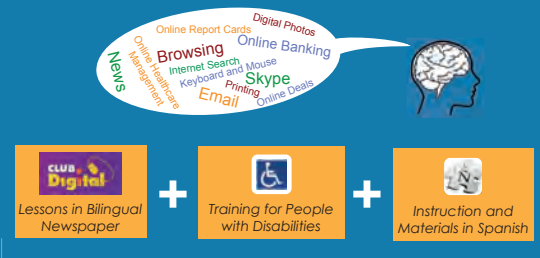 Online Report Cards
Digital Photos
Browsing
Online Banking
News
Online Healthcare
Management
Internet Search
Keyboard and Mouse
Skype
Printing
Email
Online Deals
CLUB
Digital
Lessons in Bilingual
Newspaper
+
Training for People
with Disabilities
+
Ñ
Instruction and
Materials in Spanish